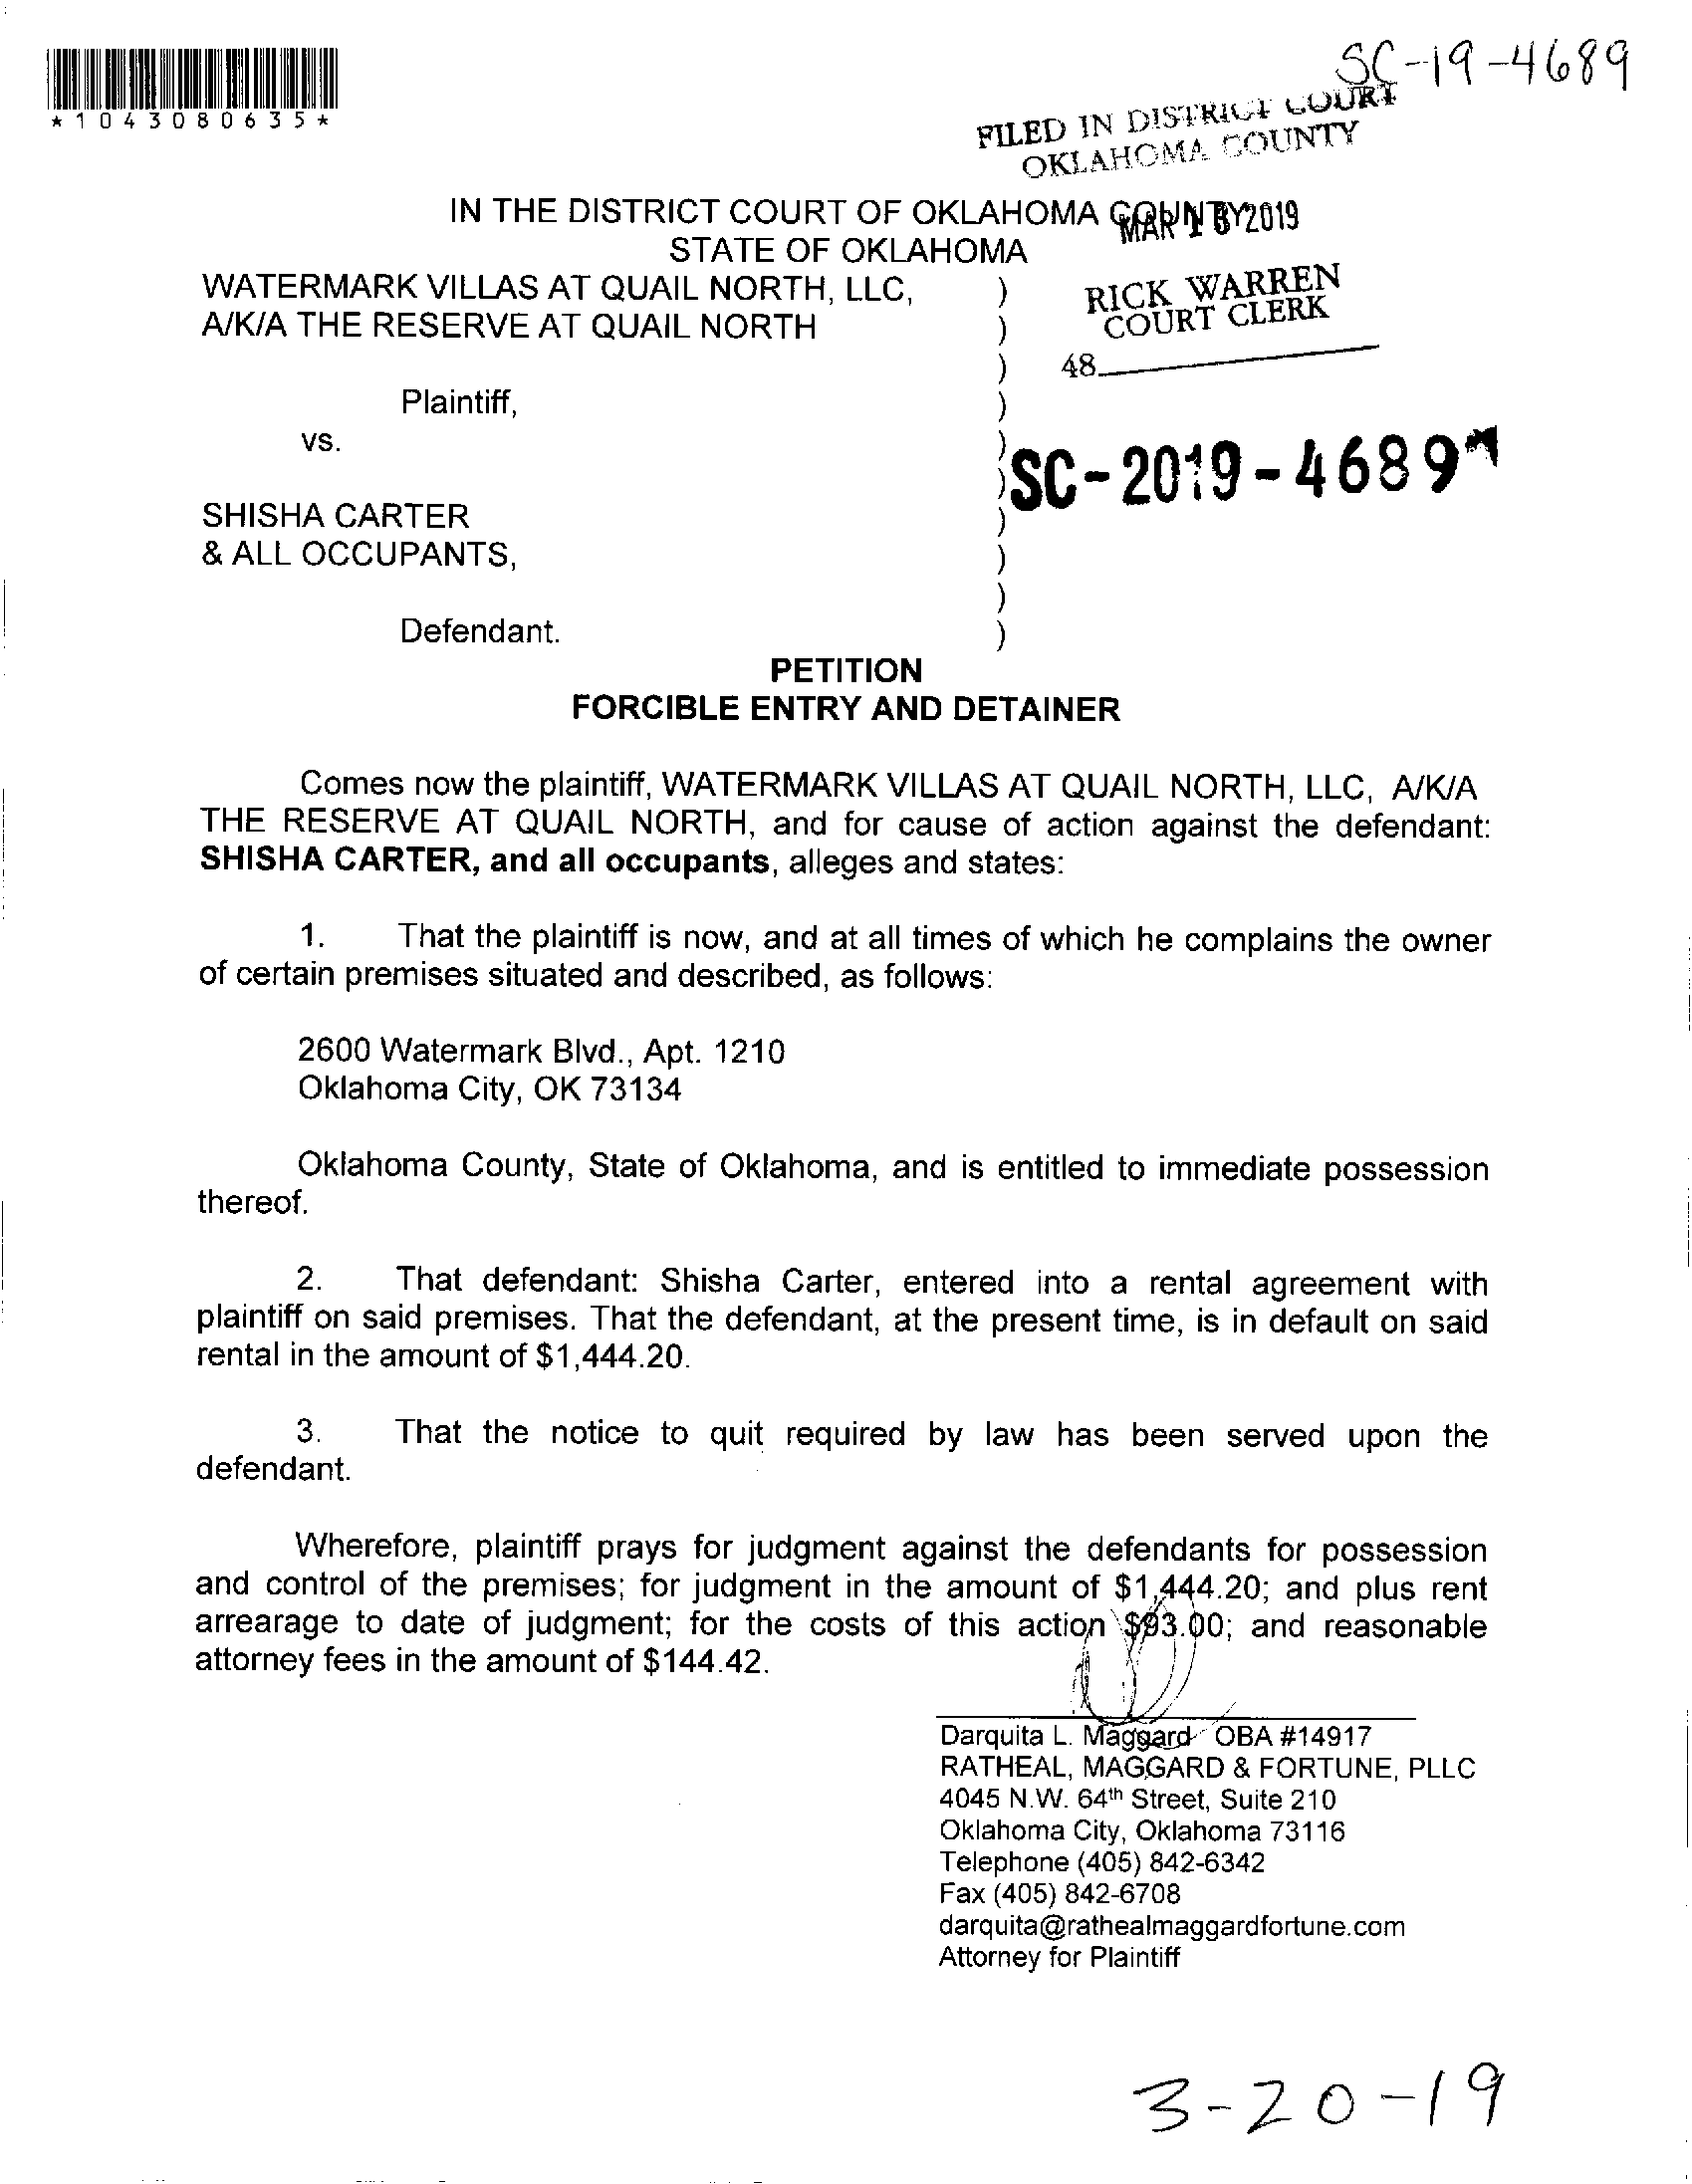 *1043080635*
SC-19-4689
FILED IN DISTRICT COURT
OKLAHOMA COUNTY
IN THE DISTRICT COURT OF OKLAHOMA COUNTY
MAR 2019
STATE OF OKLAHOMA
WATERMARK VILLAS AT QUAIL NORTH, LLC, )
A/K/A THE RESERVE AT QUAIL NORTH )
RICK WARREN
COURT CLERK
)
48
Plaintiff, )
vs. )
SC-2019-4689
)
SHISHA CARTER )
& ALL OCCUPANTS, )
)
Defendant. )
PETITION
FORCIBLE ENTRY AND DETAINER
Comes now the plaintiff, WATERMARK VILLAS AT QUAIL NORTH, LLC, A/K/A
THE RESERVE AT QUAIL NORTH, and for cause of action against the defendant:
SHISHA CARTER, and all occupants, alleges and states:
1. That the plaintiff is now, and at all times of which he complains the owner
of certain premises situated and described, as follows:
2600 Watermark Blvd., Apt. 1210
Oklahoma City, OK 73134
Oklahoma County, State of Oklahoma, and is entitled to immediate possession
thereof.
2. That defendant: Shisha Carter, entered into a rental agreement with
plaintiff on said premises. That the defendant, at the present time, is in default on said
rental in the amount of $1,444.20.
3. That the notice to quit required by law has been served upon the
defendant.
Wherefore, plaintiff prays for judgment against the defendants for possession
and control of the premises; for judgment in the amount of $1,444.20; and plus rent
arrearage to date of judgment; for the costs of this action $93.00; and reasonable
attorney fees in the amount of $144.42.
Darquita L. Maggard OBA #14917
RATHEAL, MAGGARD & FORTUNE, PLLC
4045 N.W. 64th Street, Suite 210
Oklahoma City, Oklahoma 73116
Telephone (405) 842-6342
Fax (405) 842-6708
darquita@rathealmaggardfortune.com
Attorney for Plaintiff
3-20-19